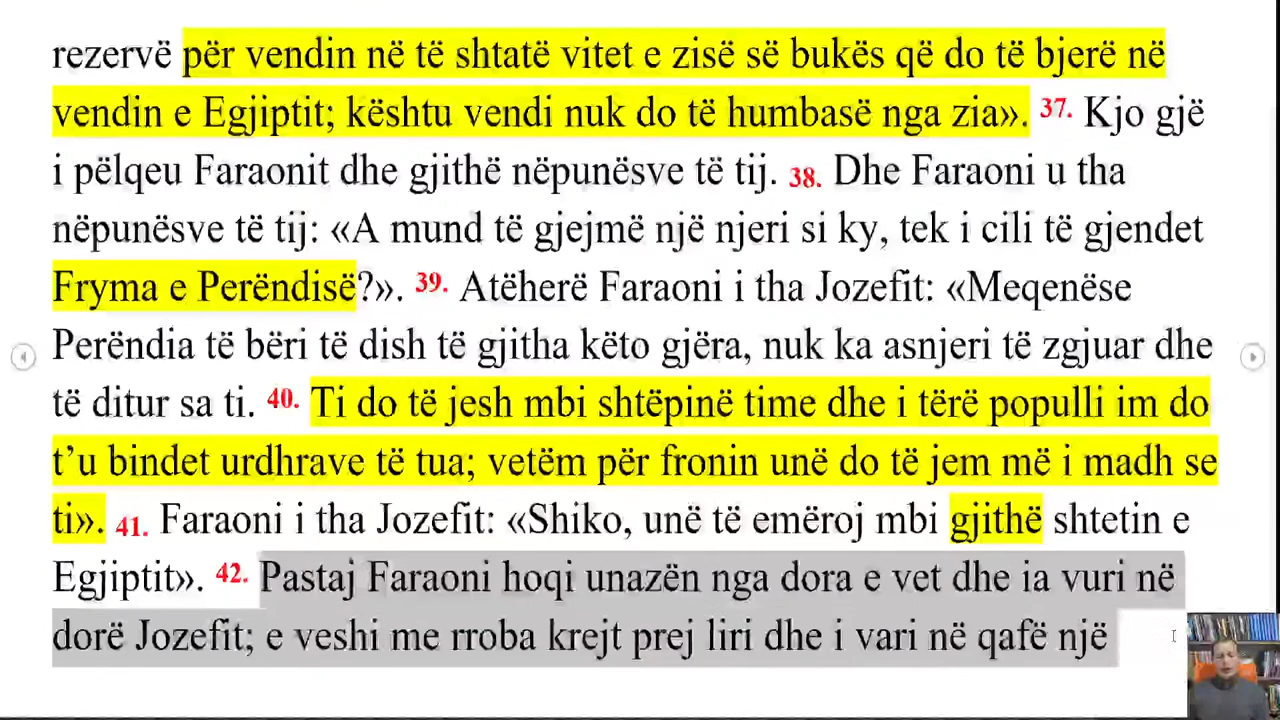 rezervë për vendin në të shtatë vitet e zisë së bukës që do të bjerë në
vendin e Egjiptit; kështu vendi nuk do të humbasë nga zia». 37. Kjo gjë
i pëlqeu Faraonit dhe gjithë nëpunësve të tij. 38. Dhe Faraoni u tha
nëpunësve të tij: «A mund të gjejmë një njeri si ky, tek i cili të gjendet
Fryma e Perëndisë?». 39. Atëherë Faraoni i tha Jozefit: «Meqenëse
Perëndia të bëri të dish të gjitha këto gjëra, nuk ka asnjeri të zgjuar dhe
të ditur sa ti. 40. Ti do të jesh mbi shtëpinë time dhe i tërë populli im do
t’u bindet urdhrave të tua; vetëm për fronin unë do të jem më i madh se
ti». 41. Faraoni i tha Jozefit: «Shiko, unë të emëroj mbi gjithë shtetin e
Egjiptit». 42. Pastaj Faraoni hoqi unazën nga dora e vet dhe ia vuri në
dorë Jozefit; e veshi me rroba krejt prej liri dhe i vari në qafë një